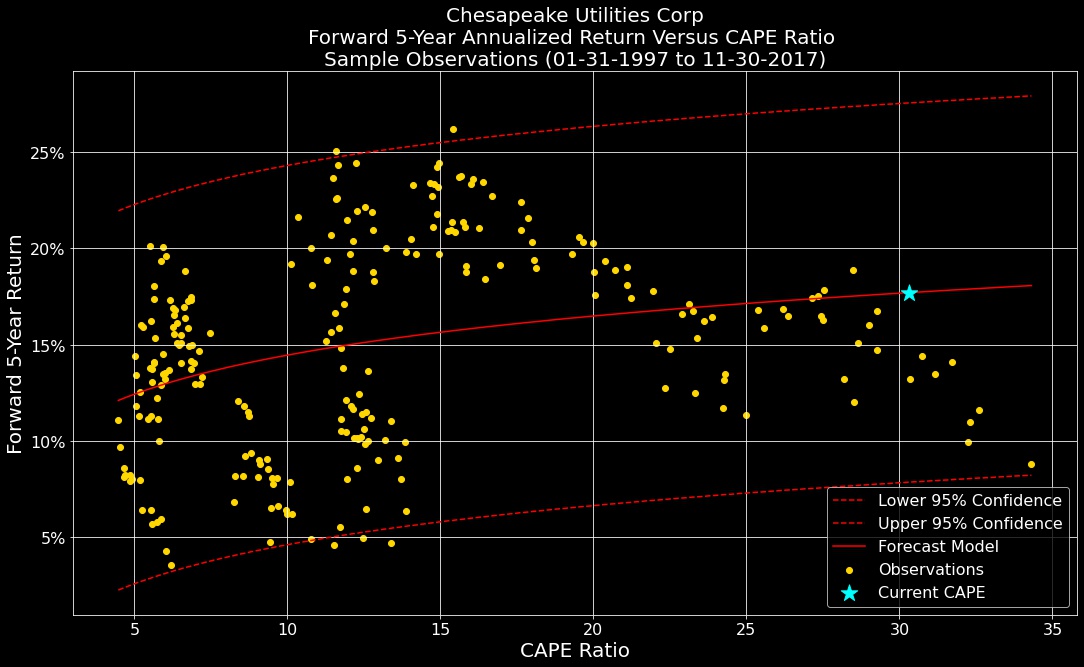 Chesapeake Utilities Corp
Forward 5-Year Annualized Return Versus CAPE Ratio
Sample Observations (01-31-1997 to 11-30-2017)
Forward 5-Year Return
25%
20%
15%
10%
5%
Lower 95% Confidence
Upper 95% Confidence
Forecast Model
Observations
Current CAPE
5 10 15 20 25 30 35
CAPE Ratio